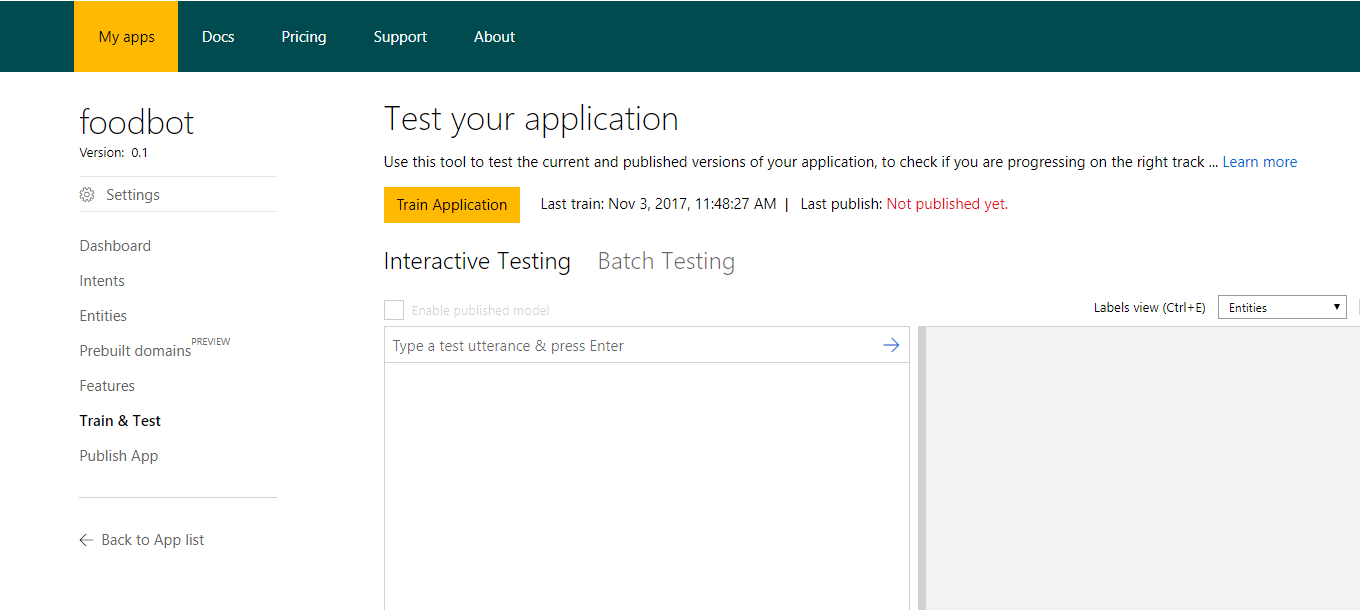 My apps Docs Pricing Support About
foodbot
Version: 0.1
Settings
Dashboard
Intents
Entities
Prebuilt domains PREVIEW
Features
Train & Test
Publish App
Back to App list
Test your application
Use this tool to test the current and published versions of your application, to check if you are progressing on the right track ... Learn more
Train Application Last train: Nov 3, 2017, 11:48:27 AM | Last publish: Not published yet.
Interactive Testing Batch Testing
Enable published model
Labels view (Ctrl+E) Entities
Type a test utterance & press Enter